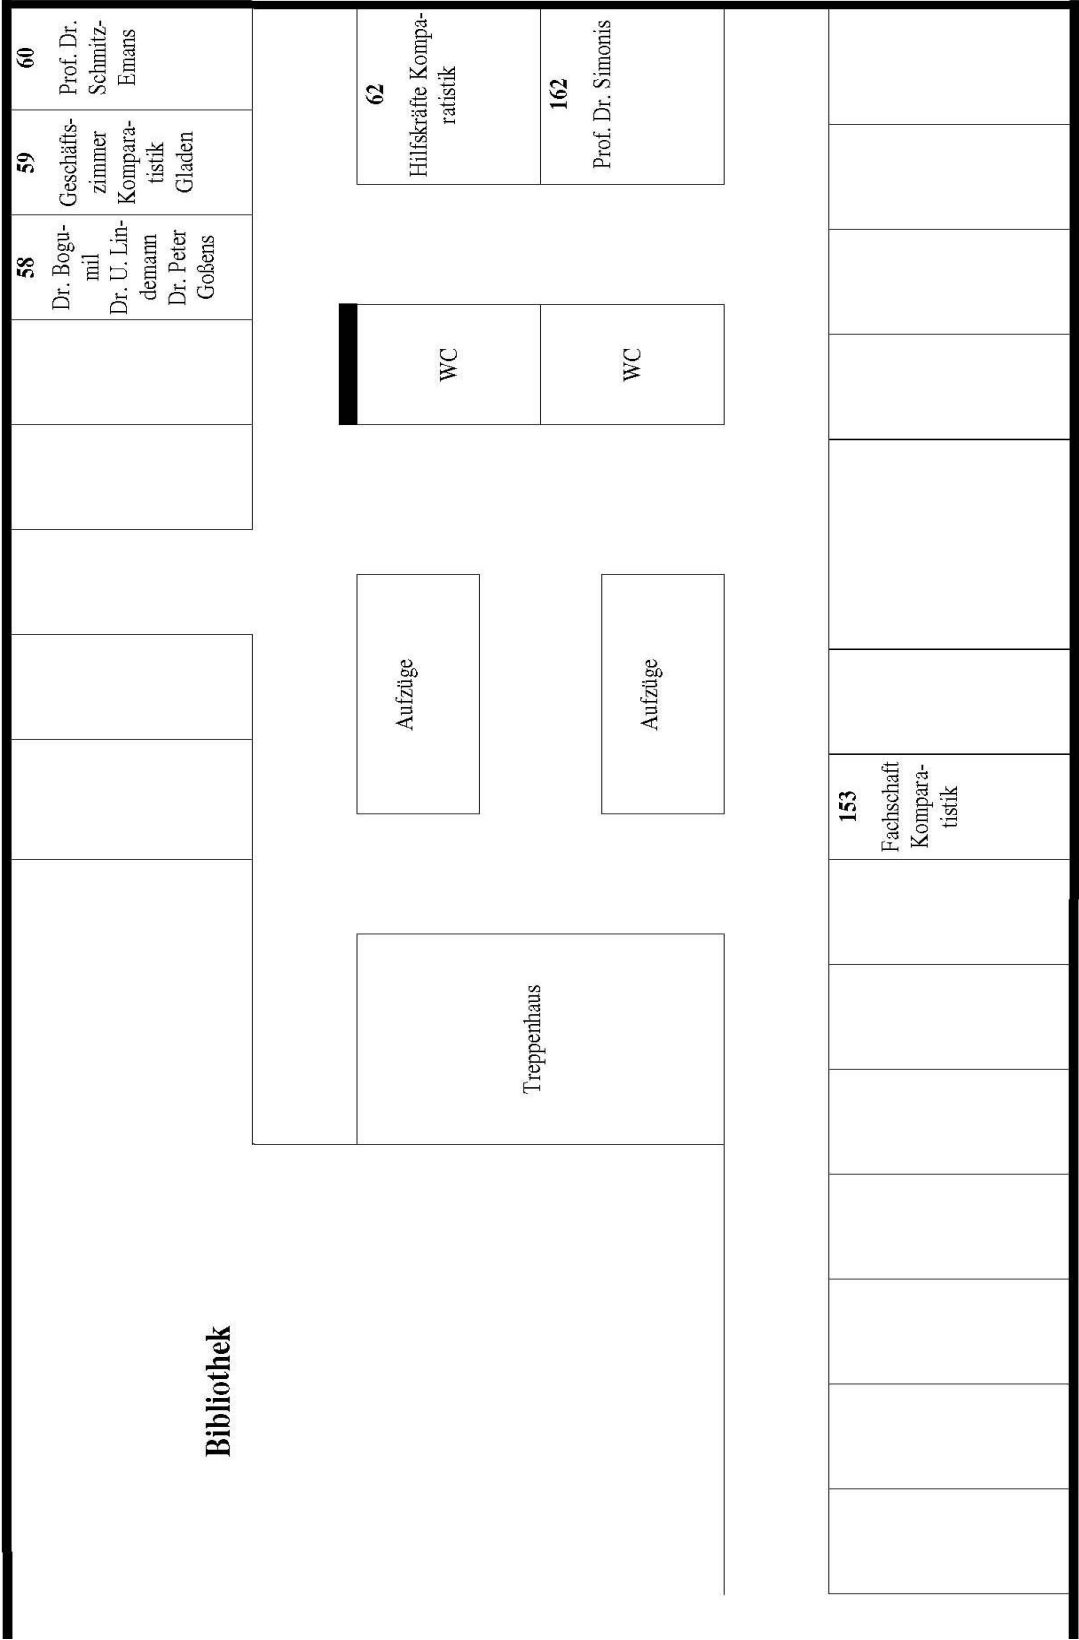 60
Prof. Dr.
Schmitz-
Emans
59
Geschäfts-
zimmer
Kompara-
tistik
Gladen
58
Dr. Bogu-
mil
Dr. U. Lin-
demann
Dr. Peter
Goßens
62
Hilfskräfte Kompa-
ratistik
162
Prof. Dr. Simonis
WC
WC
Aufzüge
Aufzüge
153
Fachschaft
Kompara-
tistik
Treppenhaus
Bibliothek